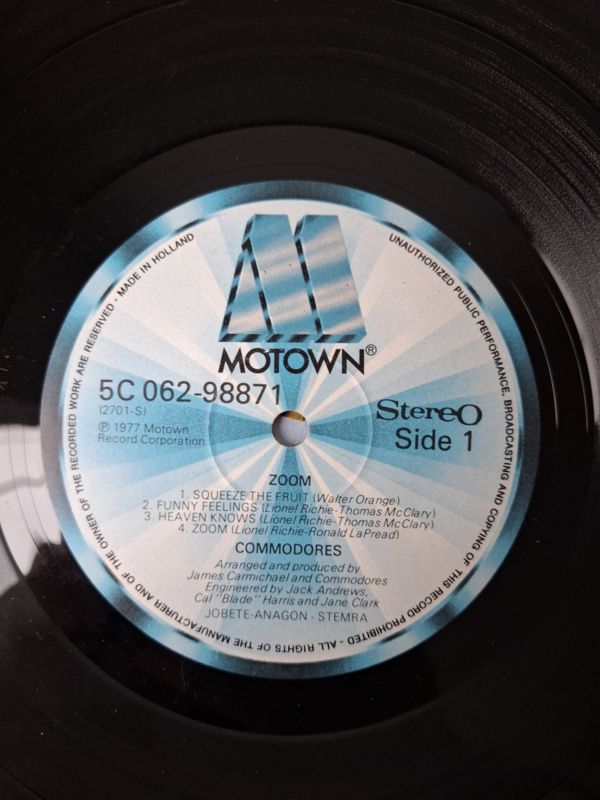 MOTOWN®
5C 062-98871
(2701-S)
℗ 1977 Motown
Record Corporation
Stereo
Side 1
ZOOM
1. SQUEEZE THE FRUIT (Walter Orange)
2. FUNNY FEELINGS (Lionel Richie-Thomas McClary)
3. HEAVEN KNOWS (Lionel Richie-Thomas McClary)
4. ZOOM (Lionel Richie-Ronald LaPread)
COMMODORES
Arranged and produced by
James Carmichael and Commodores
Engineered by Jack Andrews,
Cal "Blade" Harris and Jane Clark
JOBETE-ANAGON · STEMRA
UNAUTHORIZED PUBLIC PERFORMANCE, BROADCASTING AND COPYING OF THIS RECORD PROHIBITED - ALL RIGHTS OF THE MANUFACTURER AND OF THE OWNER OF THE RECORDED WORK ARE RESERVED - MADE IN HOLLAND